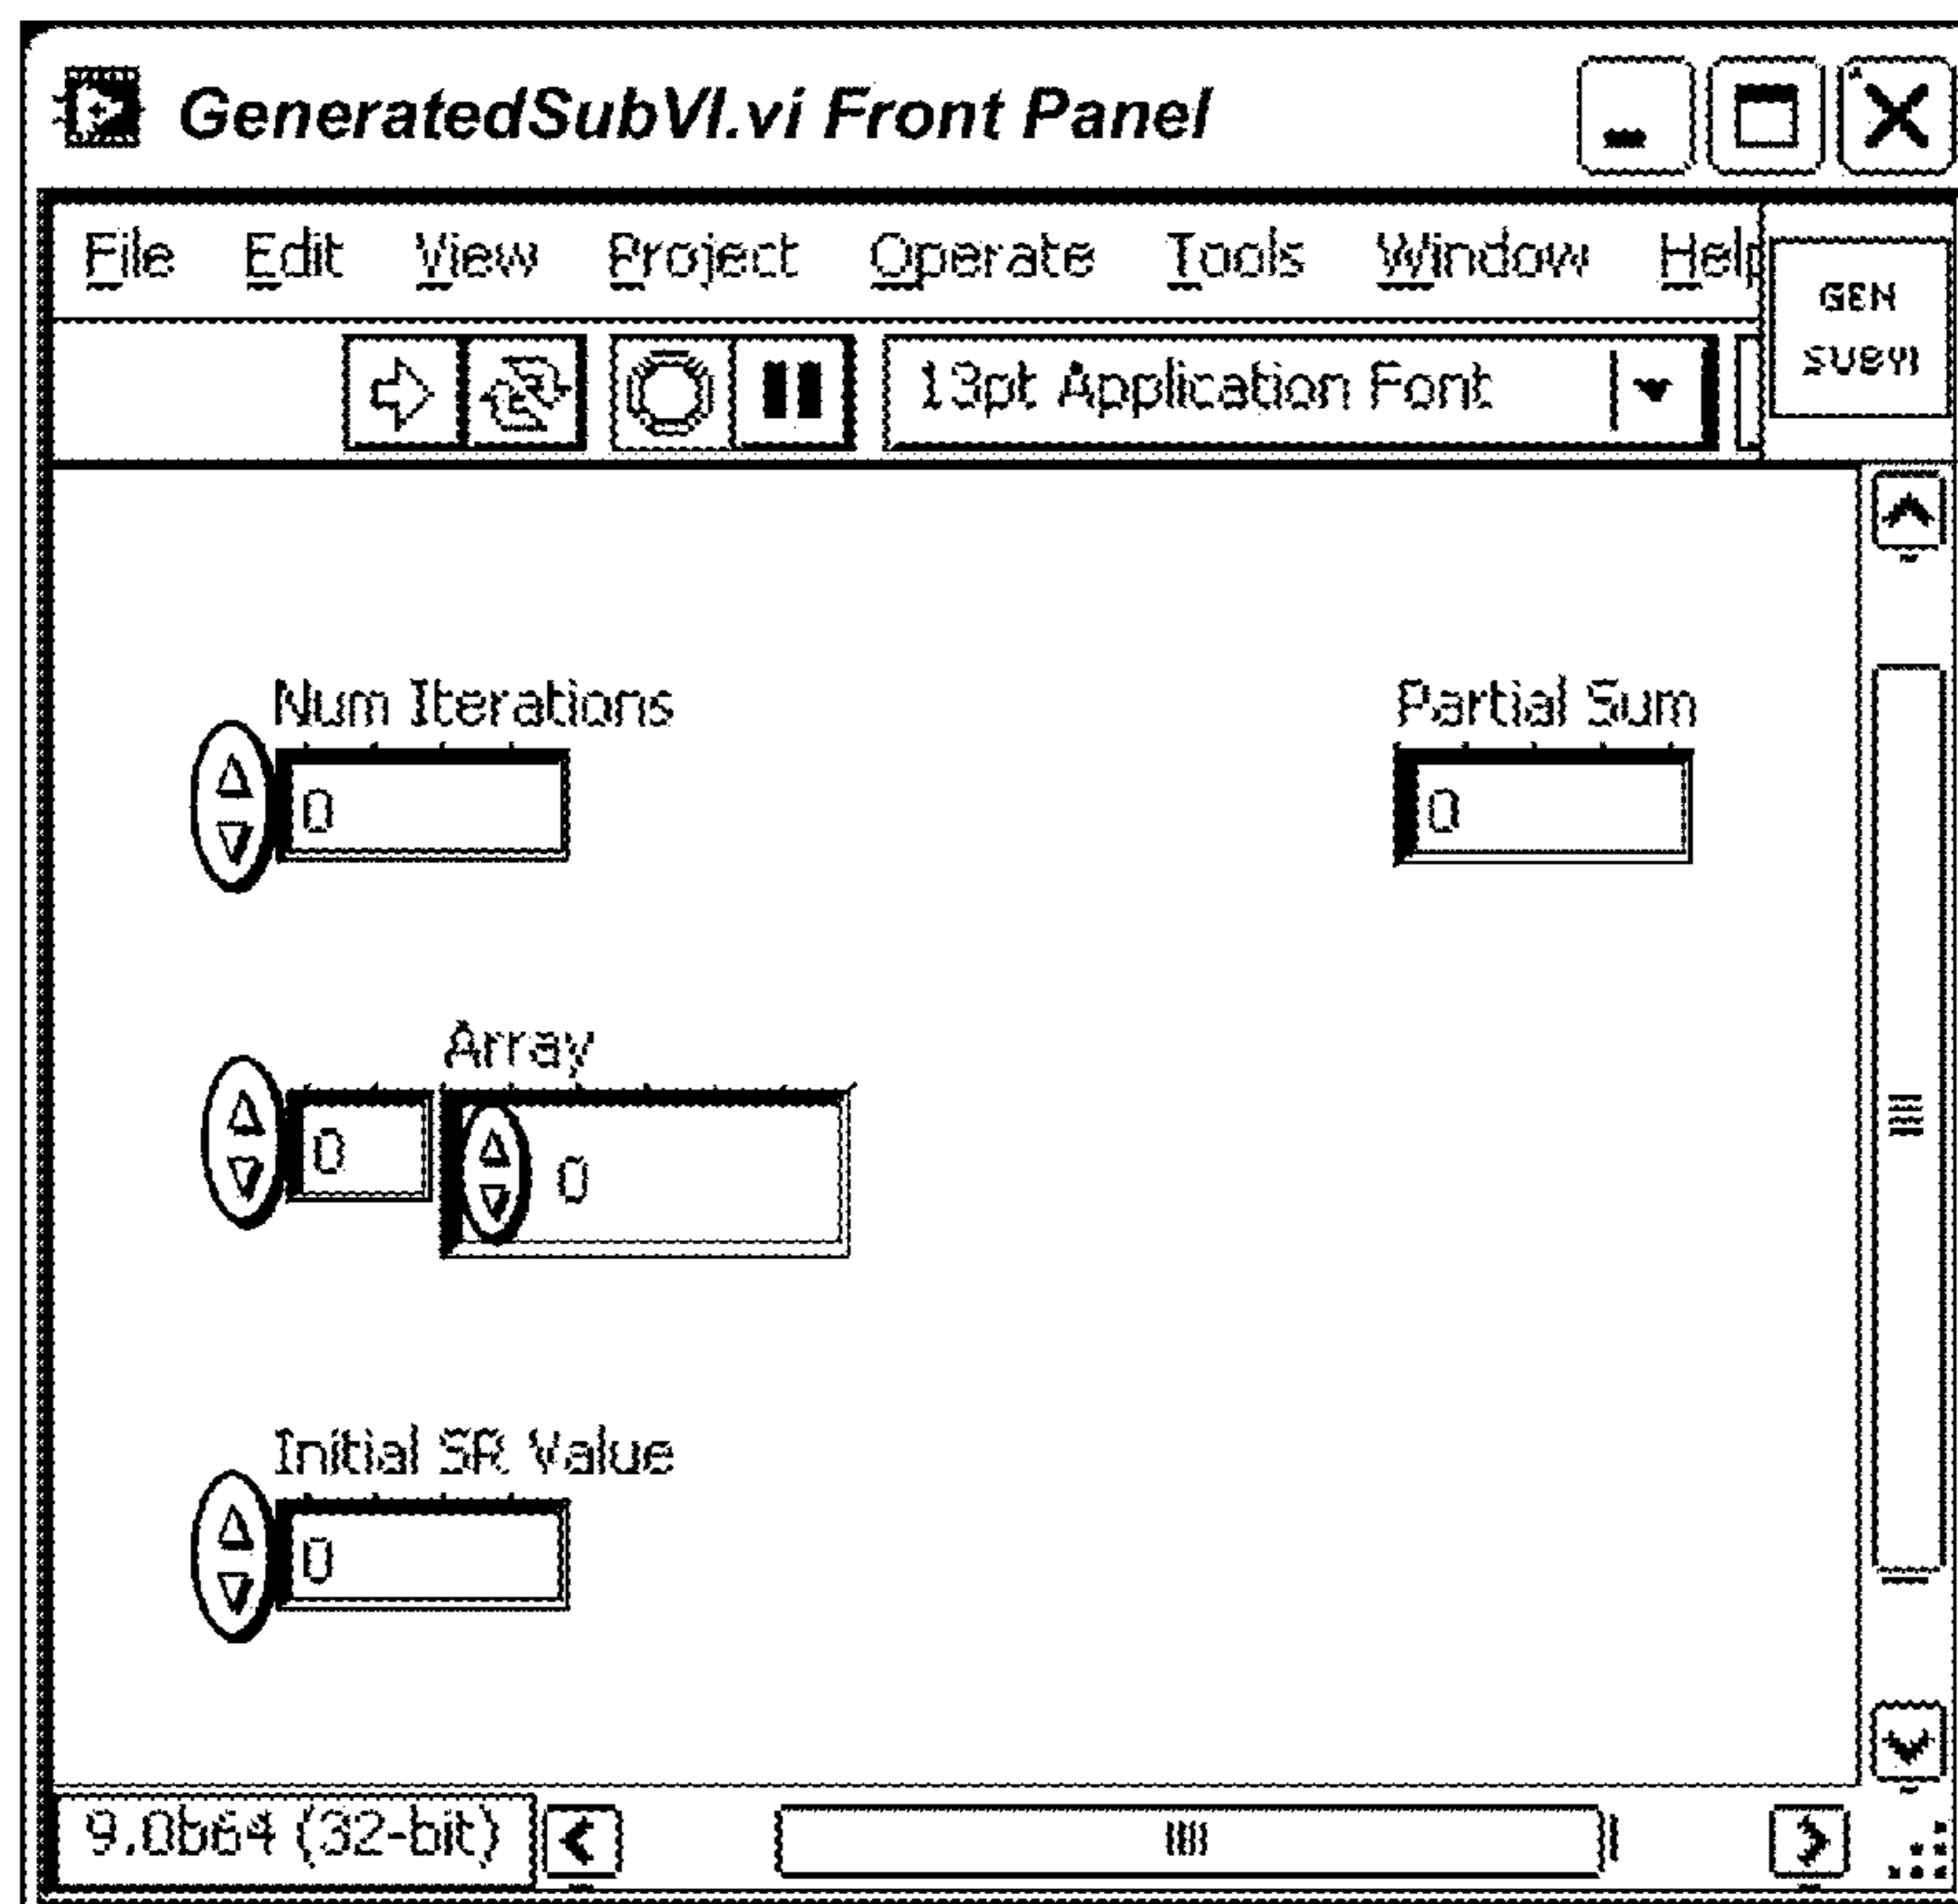 GeneratedSubVI.vi Front Panel
File Edit View Project Operate Tools Window Help
GEN
SUBVI
13pt Application Font
Num Iterations
Partial Sum
0
0
Array
0
0
Initial SR Value
0
9.0b64 (32-bit)